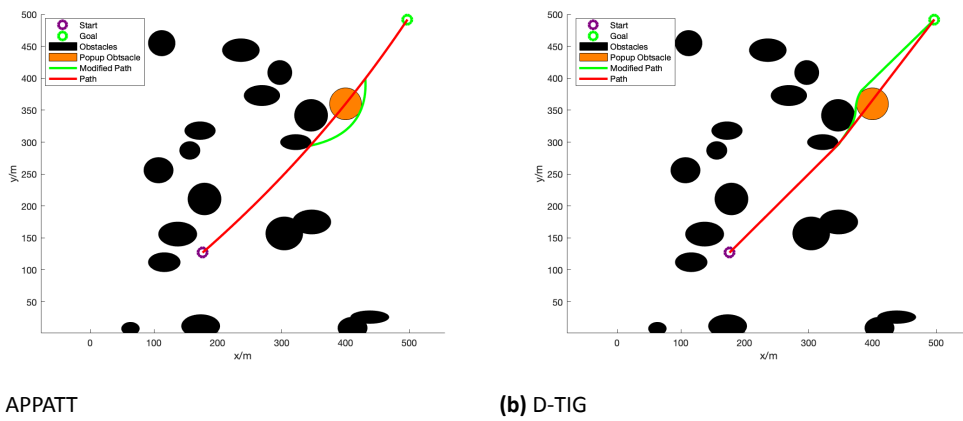 500
450
400
350
300
250
200
150
100
50
y/m
0
100
200
300
400
500
x/m
Start
Goal
Obstacles
Popup Obtsacle
Modified Path
Path
500
450
400
350
300
250
200
150
100
50
y/m
0
100
200
300
400
500
x/m
Start
Goal
Obstacles
Popup Obtsacle
Modified Path
Path
APPATT
(b) D-TIG